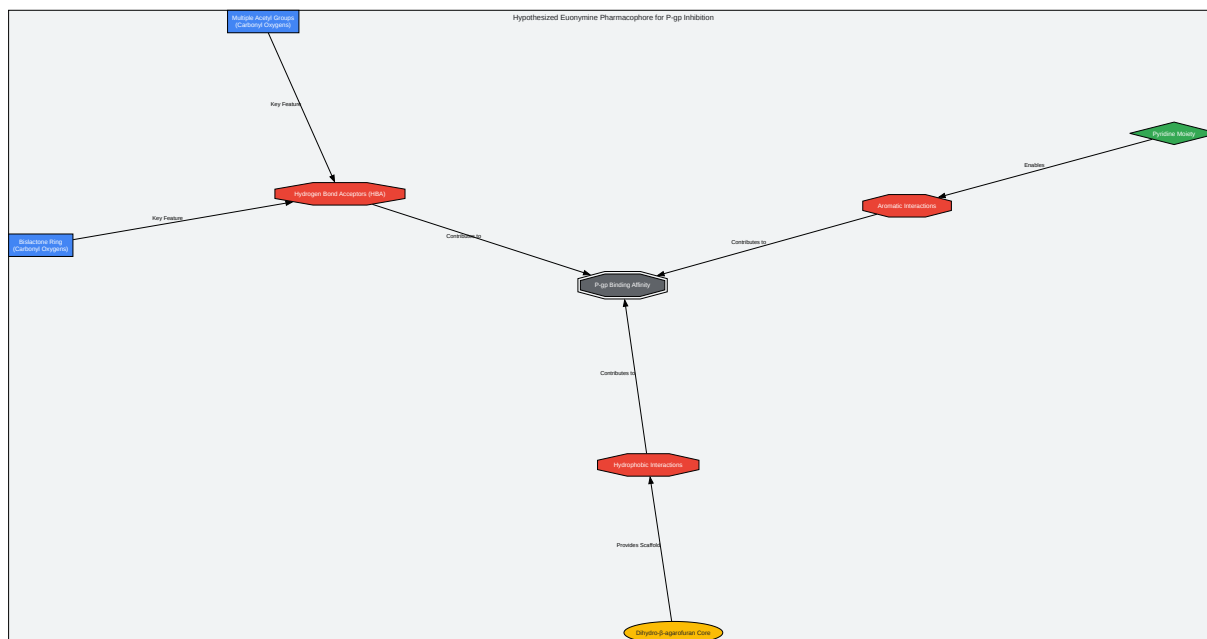 Hypothesized Euonymine Pharmacophore for P-gp Inhibition
Multiple Acetyl Groups
(Carbonyl Oxygens)
Key Feature
Pyridine Moiety
Enables
Hydrogen Bond Acceptors (HBA)
Aromatic Interactions
Key Feature
Bislactone Ring
(Carbonyl Oxygens)
Contributes to
Contributes to
P-gp Binding Affinity
Contributes to
Hydrophobic Interactions
Provides Scaffold
Dihydro-β-agarofuran Core